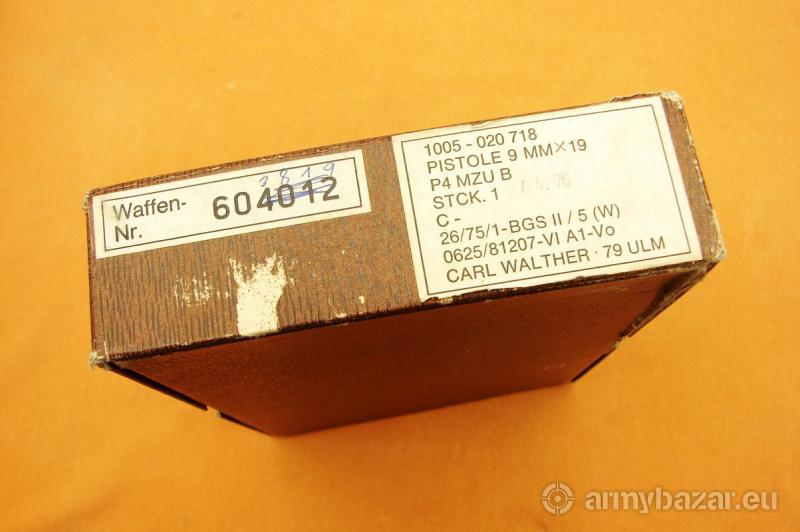 3819
Waffen-
Nr.
604012
1005 - 020 718
PISTOLE 9 MM×19
P4 MZU B
STCK. 1
C -
26/75/1-BGS II / 5 (W)
0625/81207-VI A1-Vo
CARL WALTHER · 79 ULM
armybazar.eu